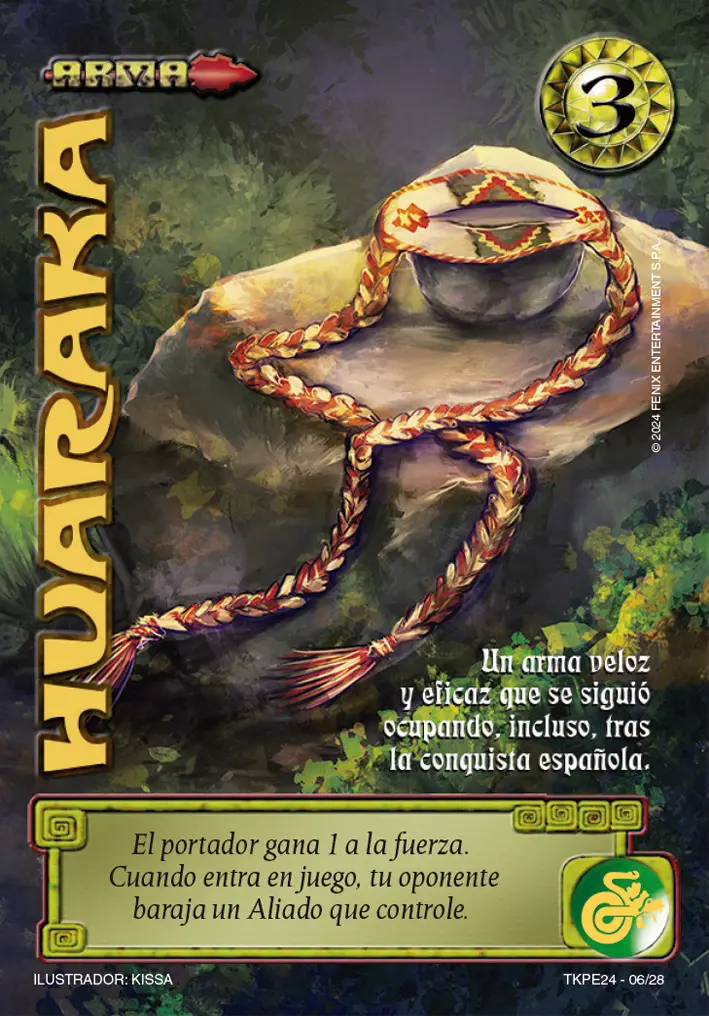 ARMA
3
HUARAKA
© 2024 FENIX ENTERTAINMENT S.P.A.
Un arma veloz
y eficaz que se siguió
ocupando, incluso, tras
la conquista española.
El portador gana 1 a la fuerza.
Cuando entra en juego, tu oponente
baraja un Aliado que controle.
ILUSTRADOR: KISSA
TKPE24 - 06/28